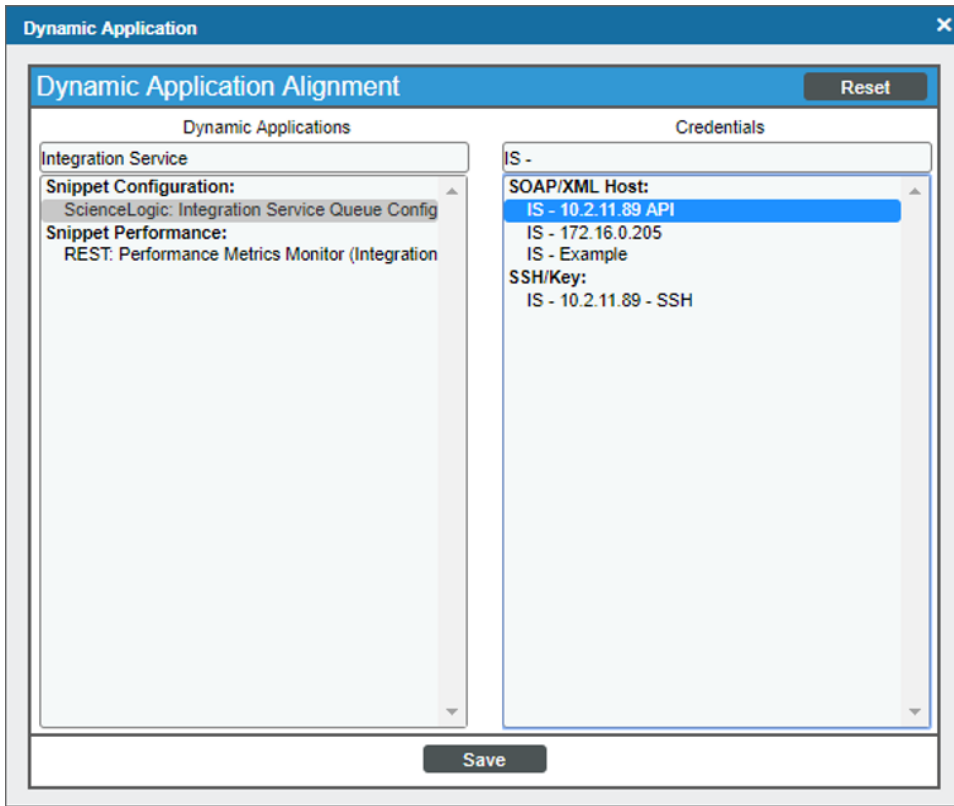 Dynamic Application
Dynamic Application Alignment
Reset
Dynamic Applications
Integration Service
Snippet Configuration:
ScienceLogic: Integration Service Queue Config
Snippet Performance:
REST: Performance Metrics Monitor (Integration
Credentials
IS -
SOAP/XML Host:
IS - 10.2.11.89 API
IS - 172.16.0.205
IS - Example
SSH/Key:
IS - 10.2.11.89 - SSH
Save